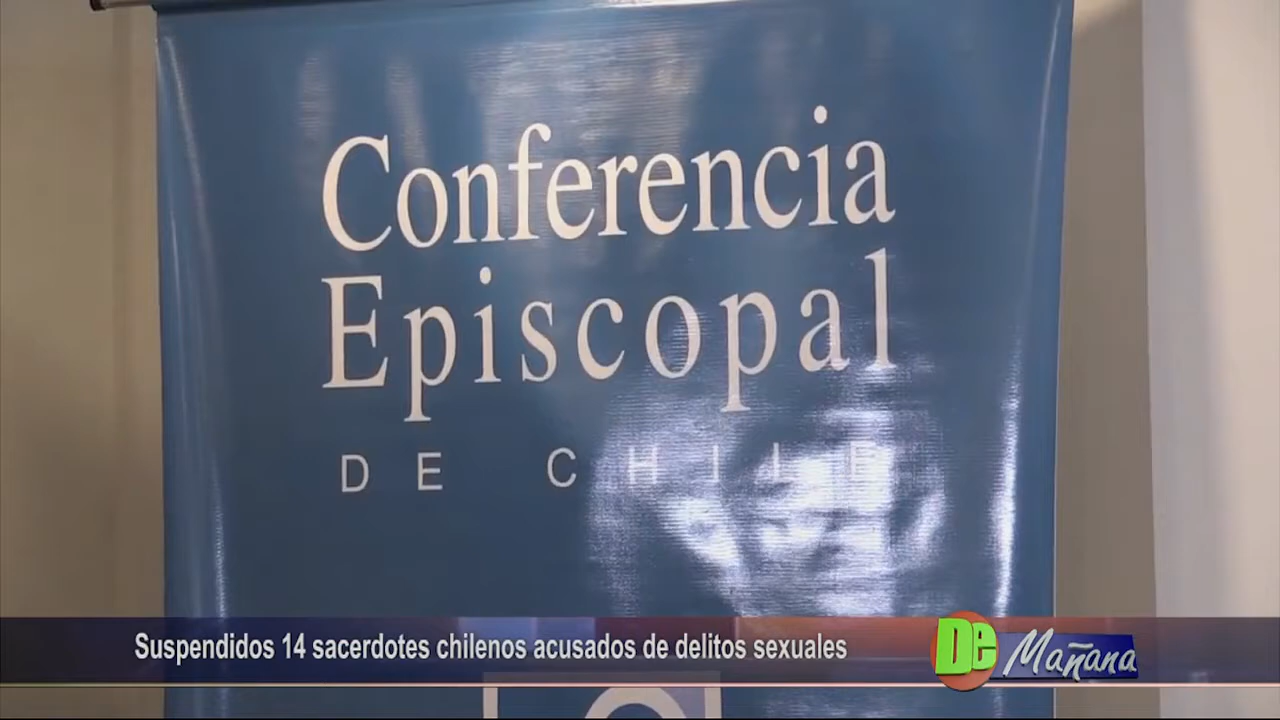 Conferencia
Episcopal
DE CHILE
Suspendidos 14 sacerdotes chilenos acusados de delitos sexuales
De Mañana